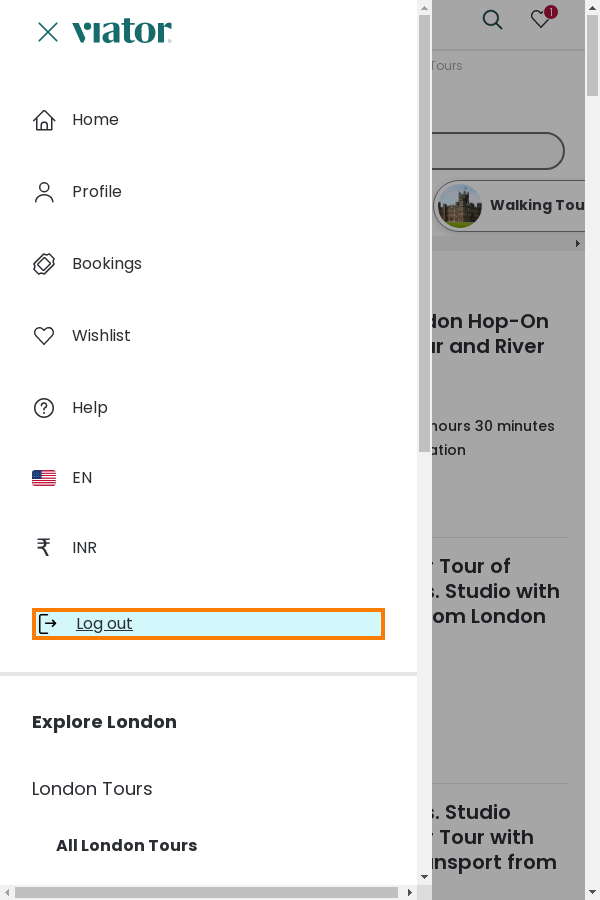 viator
1
Tours
Home
Profile
Walking Tou
Bookings
don Hop-On
Wishlist
ur and River
Help
hours 30 minutes
ation
EN
₹ INR
r Tour of
s. Studio with
om London
Log out
Explore London
London Tours
s. Studio
r Tour with
ansport from
All London Tours